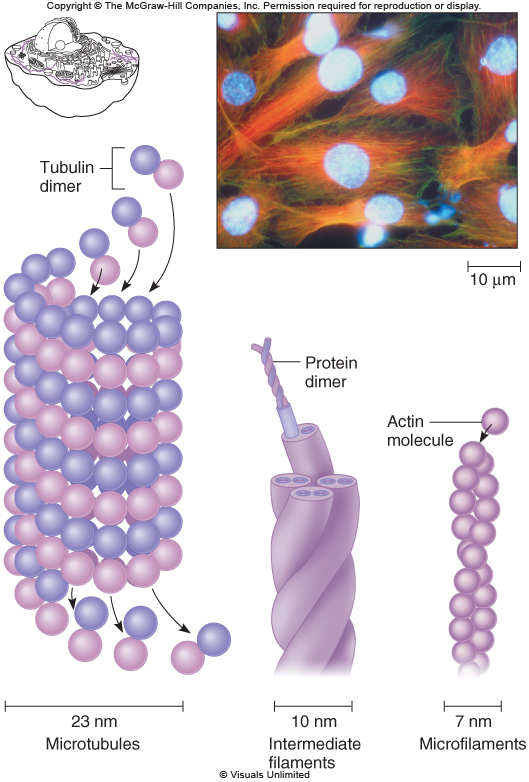 Copyright © The McGraw-Hill Companies, Inc. Permission required for reproduction or display.
Tubulin
dimer
10 μm
Protein
dimer
Actin
molecule
23 nm
Microtubules
10 nm
Intermediate
filaments
7 nm
Microfilaments
© Visuals Unlimited